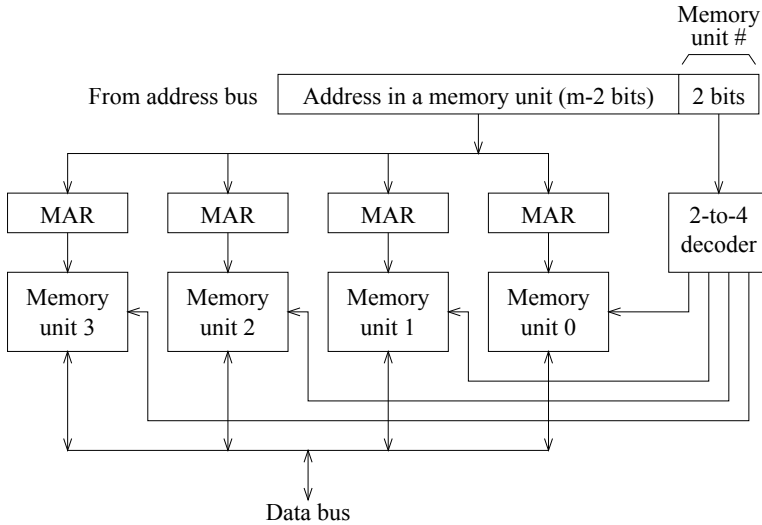 Memory
unit #
From address bus
Address in a memory unit (m-2 bits)
2 bits
MAR
MAR
MAR
MAR
2-to-4
decoder
Memory
unit 3
Memory
unit 2
Memory
unit 1
Memory
unit 0
Data bus